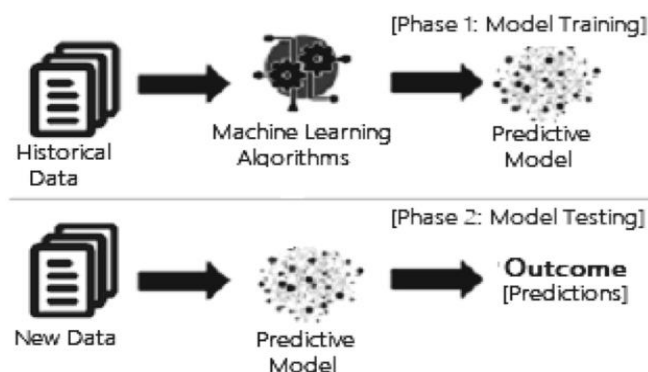 [Phase 1: Model Training]
Historical
Data
Machine Learning
Algorithms
Predictive
Model
[Phase 2: Model Testing]
New Data
Predictive
Model
Outcome
[Predictions]